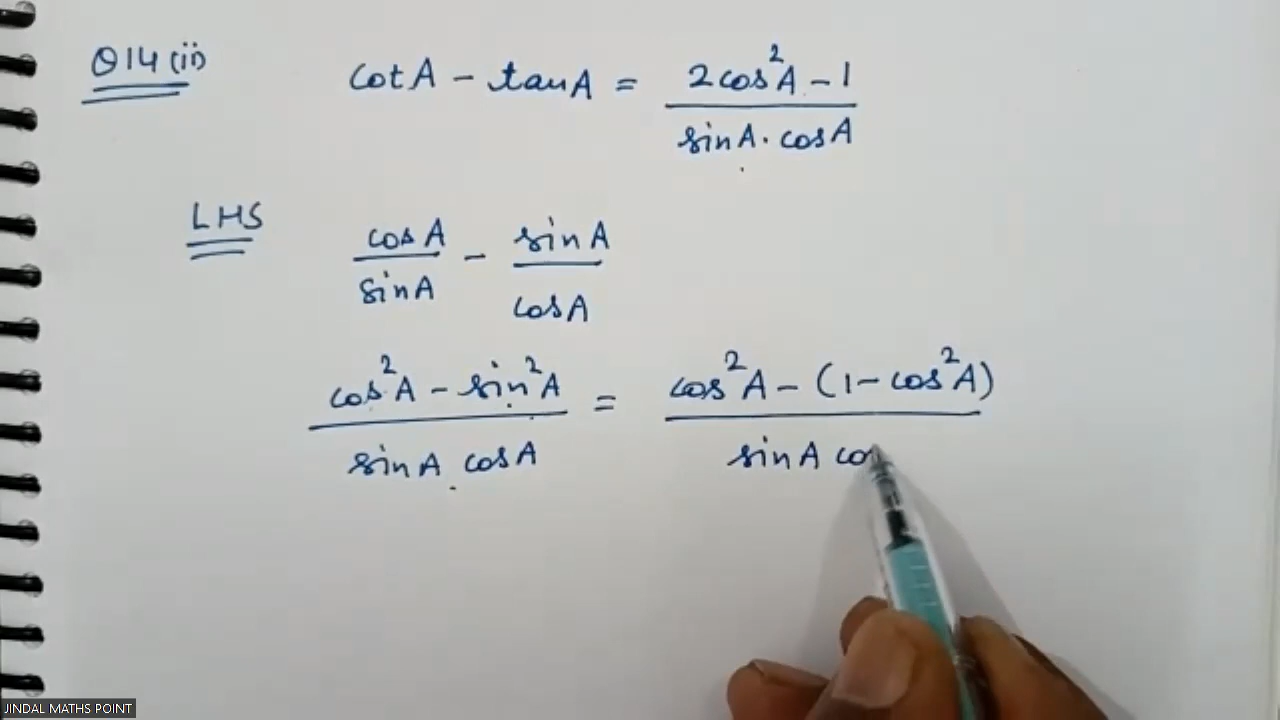 Q14 (ii)
cotA - tanA = (2cos²A - 1) / (sinA · cosA)
LHS
cosA / sinA - sinA / cosA
(cos²A - sin²A) / (sinA . cosA) = (cos²A - (1 - cos²A)) / (sinA co
JINDAL MATHS POINT